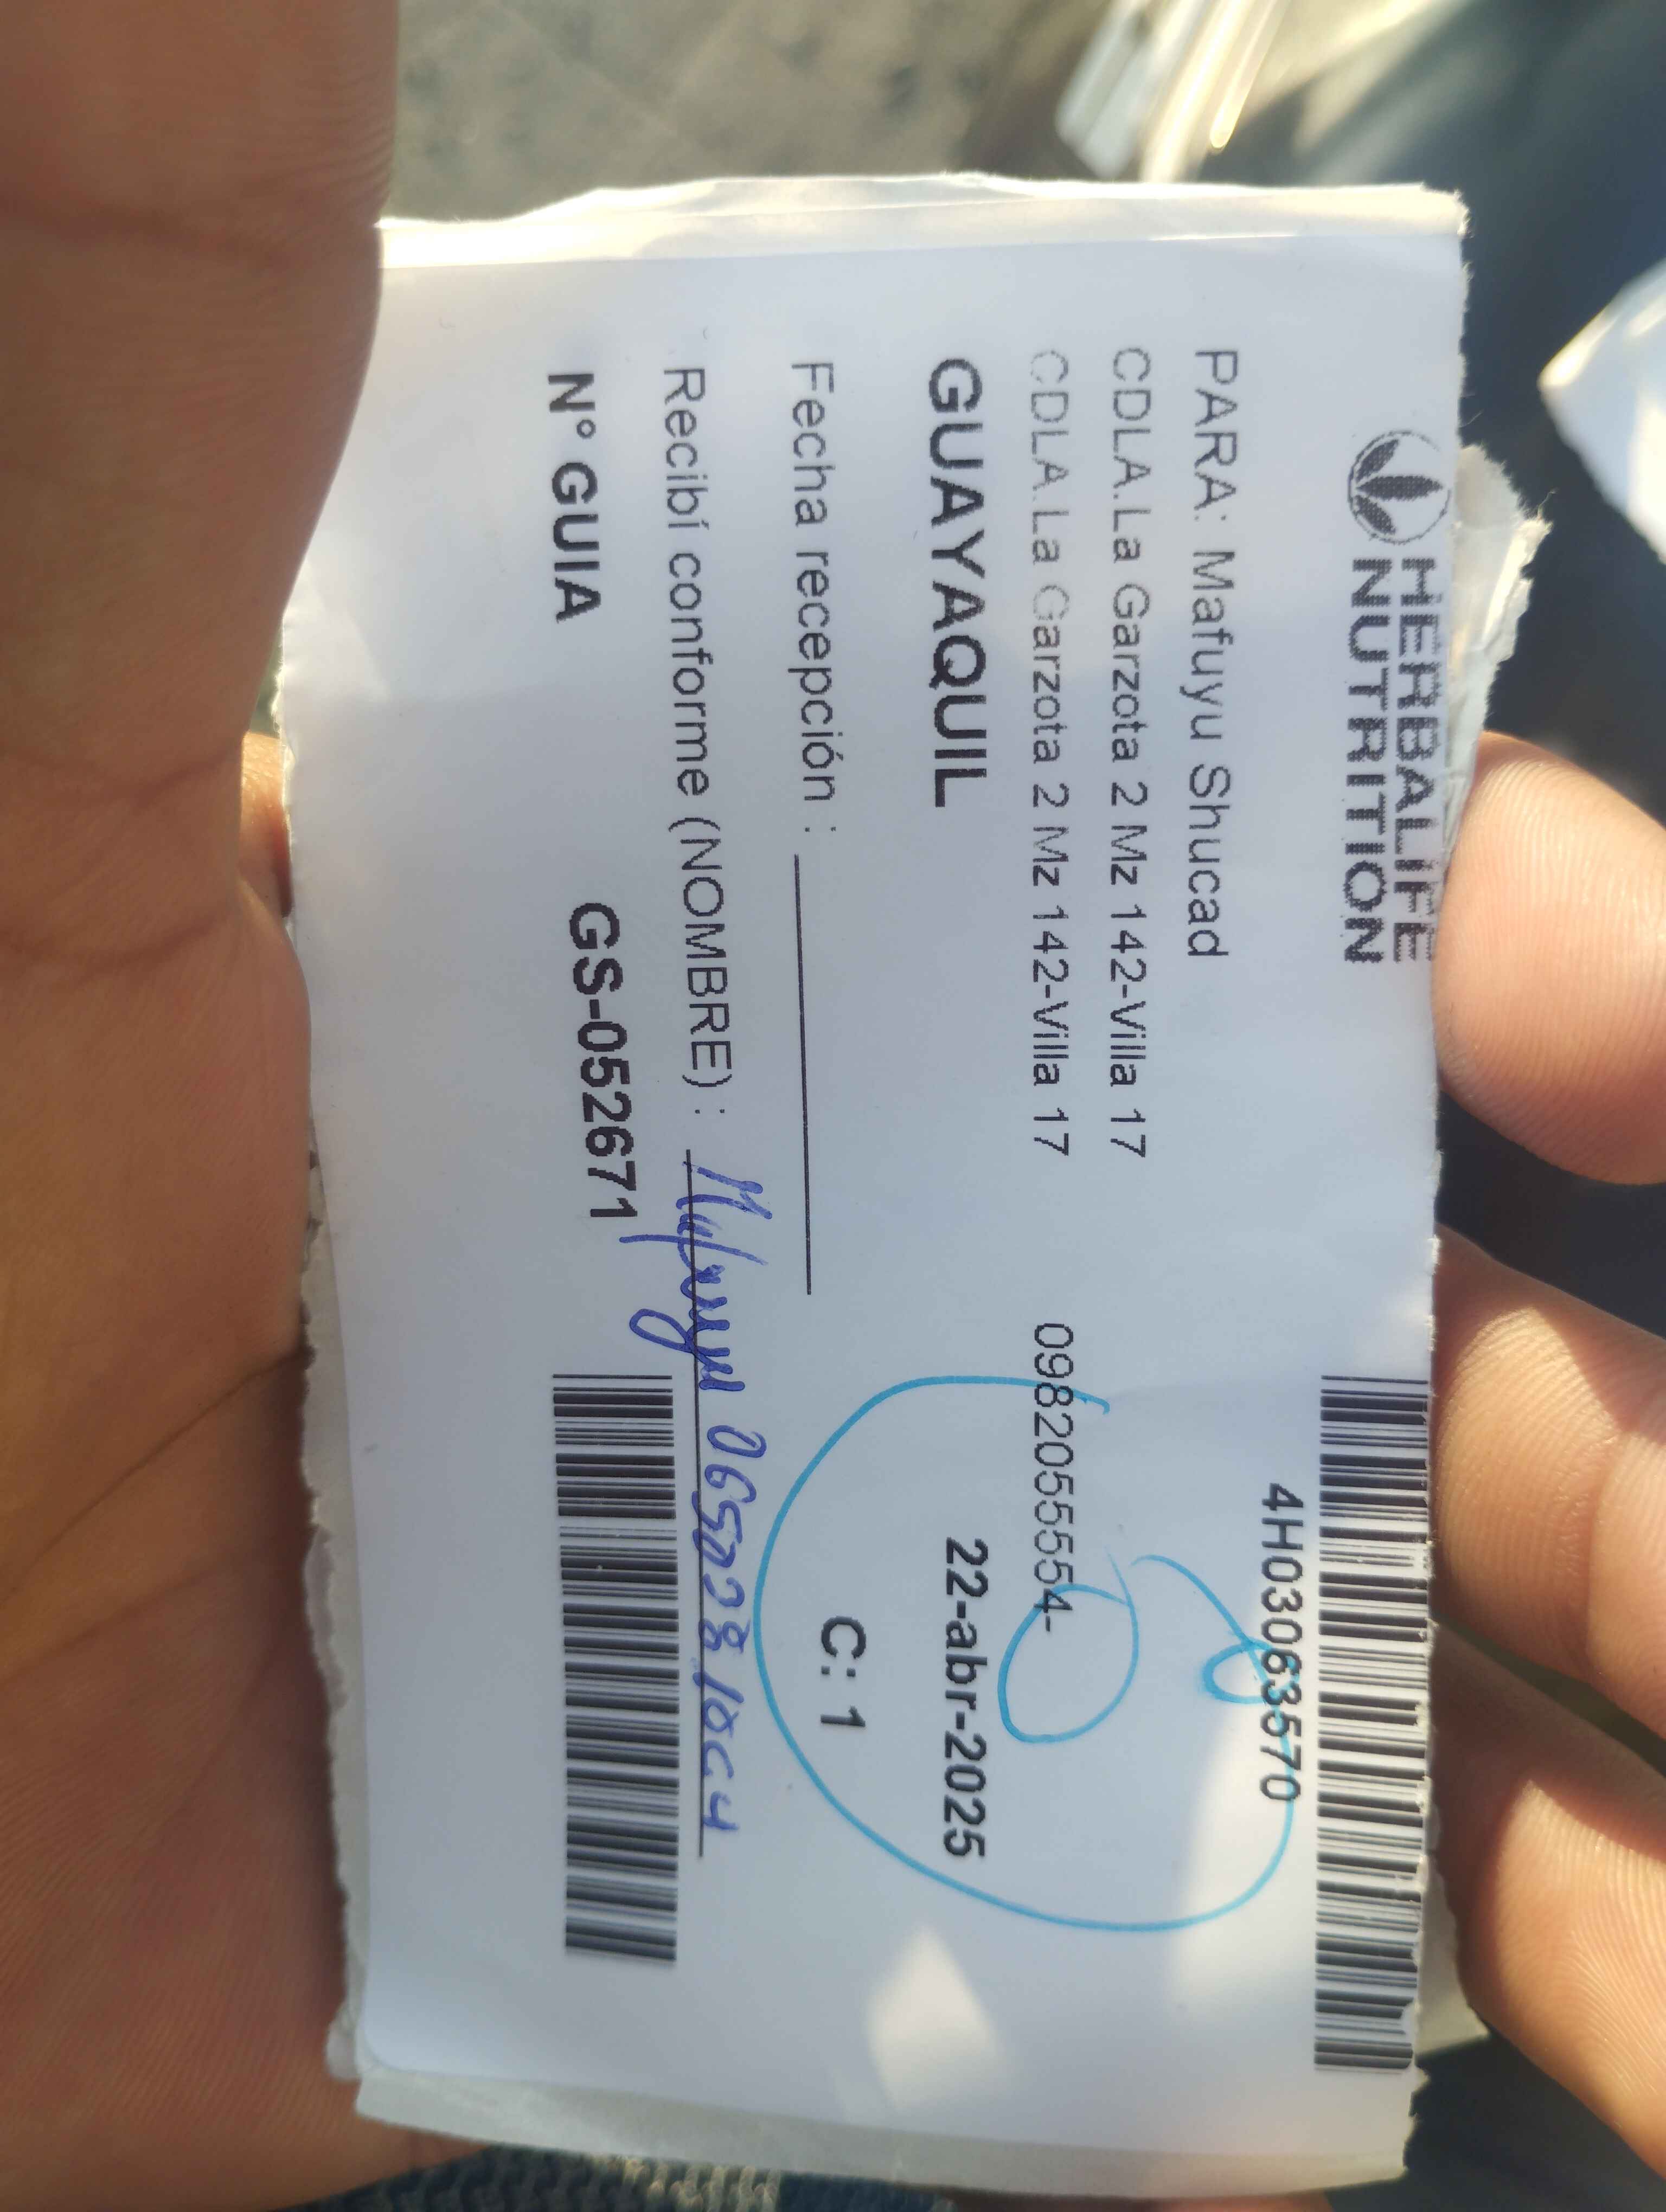 HERBALIFE
NUTRITION
4H03063570
PARA: Mafuyu Shucad
CDLA.La Garzota 2 Mz 142-Villa 17
CDLA.La Garzota 2 Mz 142-Villa 17 0982055554-
GUAYAQUIL 22-abr-2025
Fecha recepción : C: 1
Recibí conforme (NOMBRE) : Mafuyu
N° GUIA GS-052671